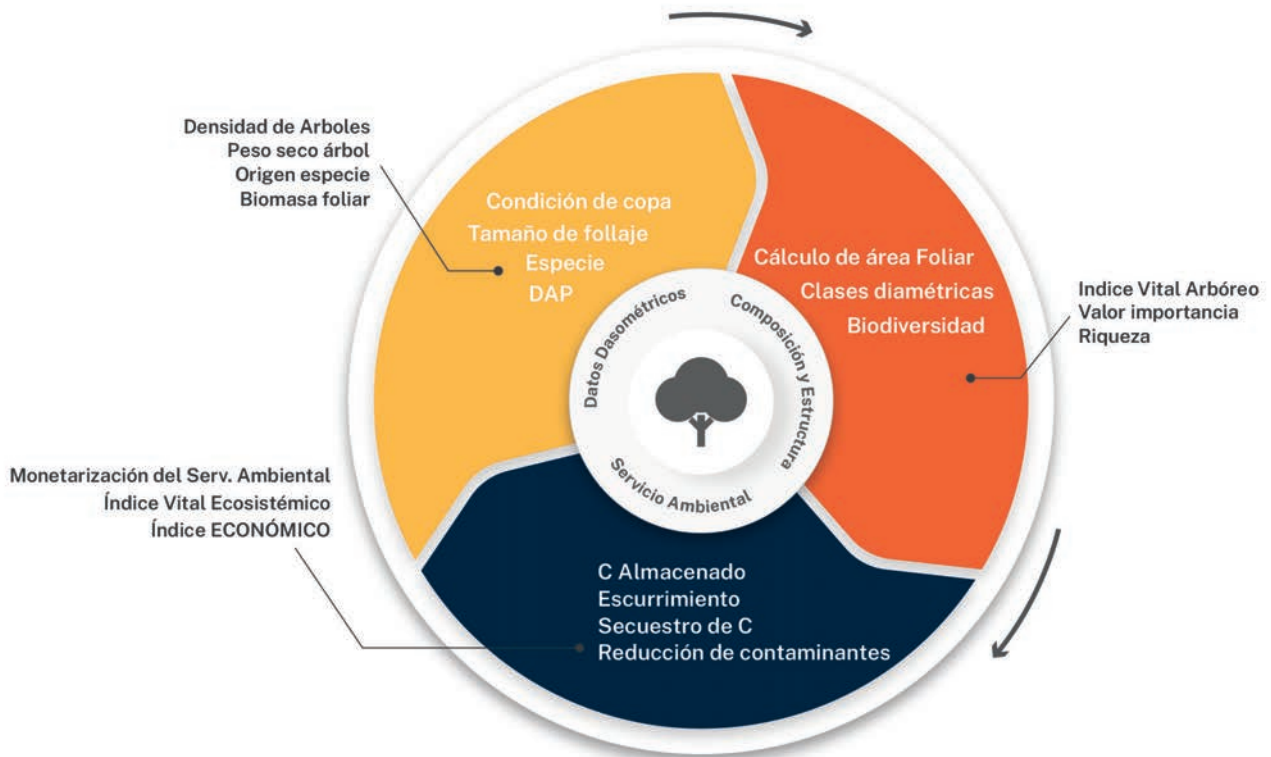 Densidad de Arboles
Peso seco árbol
Origen especie
Biomasa foliar
Condición de copa
Tamaño de follaje
Especie
DAP
Cálculo de área Foliar
Clases diamétricas
Biodiversidad
Indice Vital Arbóreo
Valor importancia
Riqueza
Datos Dasométricos
Composición y Estructura
Servicio Ambiental
Monetarización del Serv. Ambiental
Índice Vital Ecosistémico
Índice ECONÓMICO
C Almacenado
Escurrimiento
Secuestro de C
Reducción de contaminantes